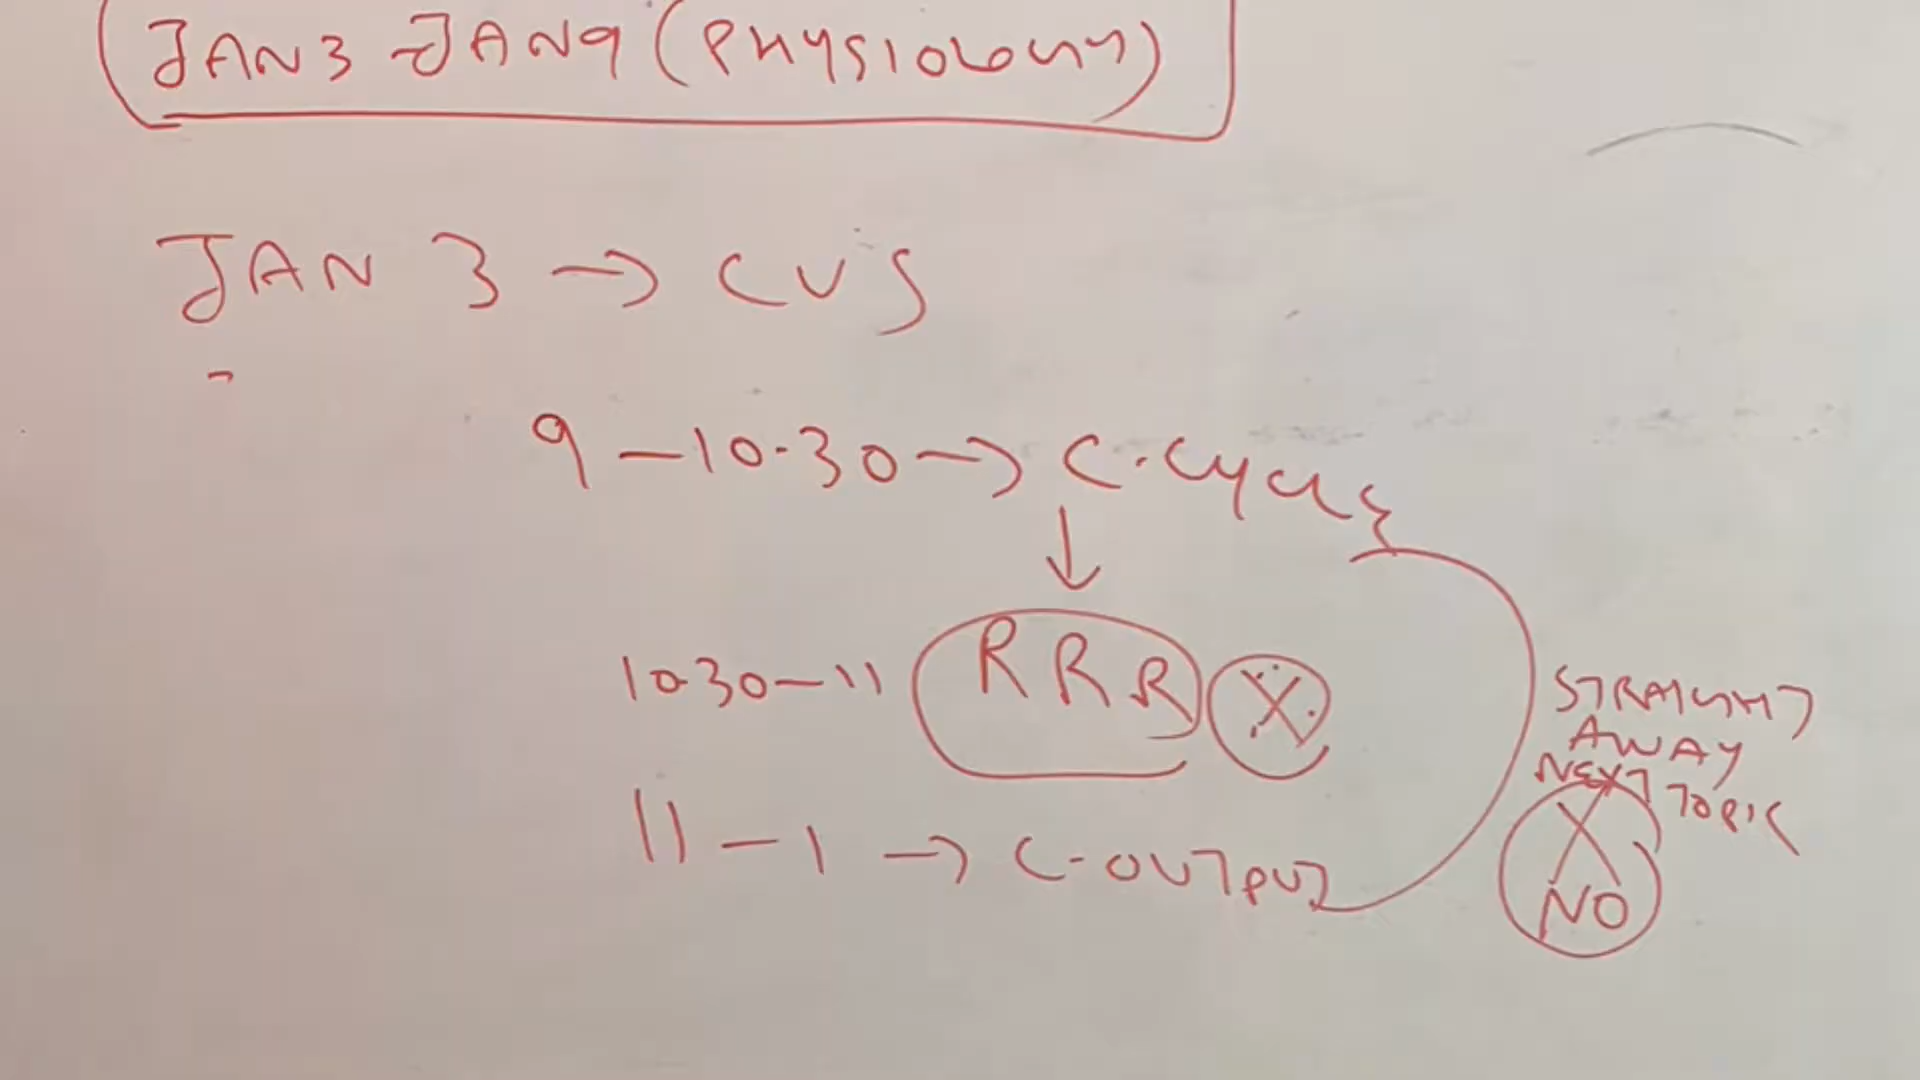 JAN 3 - JAN 9 (PHYSIOLOGY)
JAN 3 → CVS
9 - 10.30 → C. CYCLE
10.30 - 11 RRR X
11 - 1 → C-OUTPUT
STRAIGHT
AWAY
NEXT TOPIC
X
NO